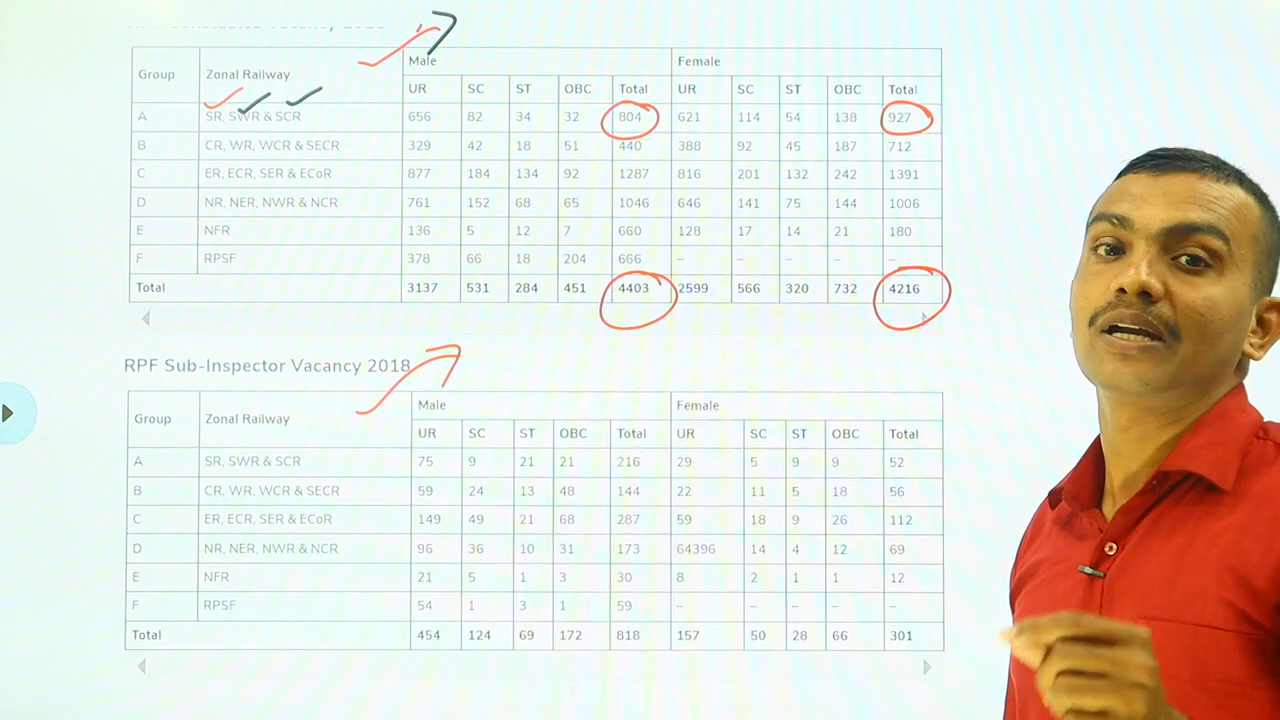 Male Female
Group Zonal Railway
UR SC ST OBC Total UR SC ST OBC Total
A SR, SWR & SCR 656 82 34 32 804 621 114 54 138 927
B CR, WR, WCR & SECR 329 42 18 51 440 388 92 45 187 712
C ER, ECR, SER & ECoR 877 184 134 92 1287 816 201 132 242 1391
D NR, NER, NWR & NCR 761 152 68 65 1046 646 141 75 144 1006
E NFR 136 5 12 7 660 128 17 14 21 180
F RPSF 378 66 18 204 666 – – – – –
Total 3137 531 284 451 4403 2599 566 320 732 4216
RPF Sub-Inspector Vacancy 2018
Male Female
Group Zonal Railway
UR SC ST OBC Total UR SC ST OBC Total
A SR, SWR & SCR 75 9 21 21 216 29 5 9 9 52
B CR, WR, WCR & SECR 59 24 13 48 144 22 11 5 18 56
C ER, ECR, SER & ECoR 149 49 21 68 287 59 18 9 26 112
D NR, NER, NWR & NCR 96 36 10 31 173 64396 14 4 12 69
E NFR 21 5 1 3 30 8 2 1 1 12
F RPSF 54 1 3 1 59 – – – – –
Total 454 124 69 172 818 157 50 28 66 301